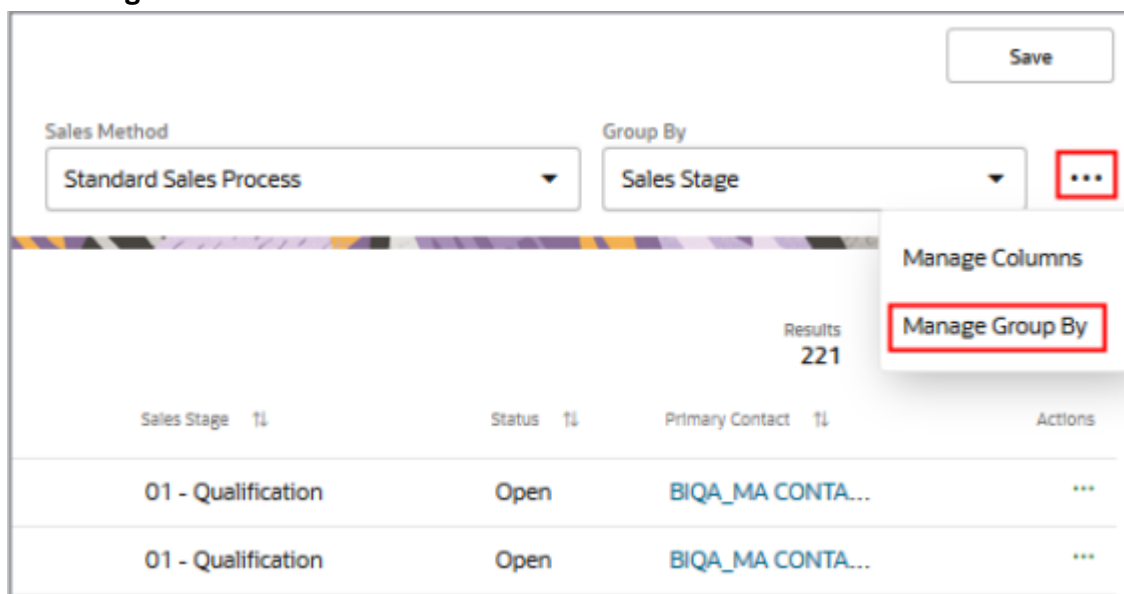 Save
Sales Method
Group By
Standard Sales Process
Sales Stage
Manage Columns
Manage Group By
Results
221
Sales Stage Status Primary Contact Actions
01 - Qualification Open BIQA_MA CONTA...
01 - Qualification Open BIQA_MA CONTA...